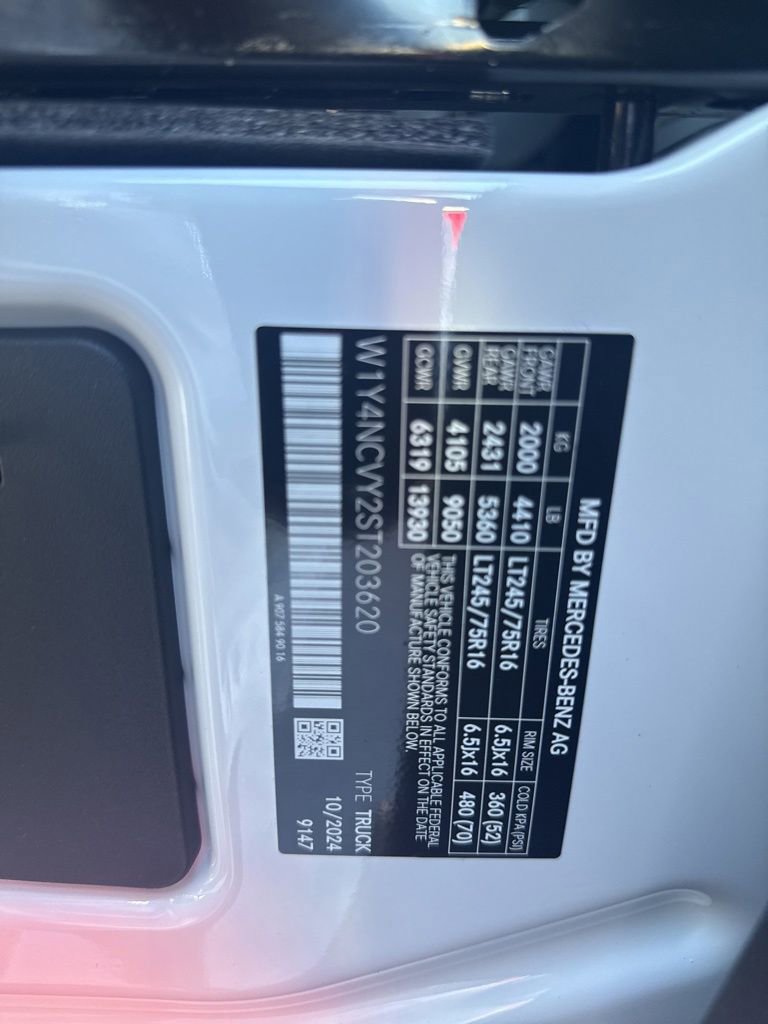 MFD BY MERCEDES-BENZ AG
KG LB TIRES RIM SIZE COLD KPA(PSI)
GAWR FRONT 2000 4410 LT245/75R16 6.5Jx16 360 (52)
GAWR REAR 2431 5360 LT245/75R16 6.5Jx16 480 (70)
GVWR 4105 9050
GCWR 6319 13930
THIS VEHICLE CONFORMS TO ALL APPLICABLE FEDERAL
VEHICLE SAFETY STANDARDS IN EFFECT ON THE DATE
OF MANUFACTURE SHOWN BELOW.
W1Y4NCVY2ST203620
TYPE TRUCK
10/2024
9147
A 907 584 90 16